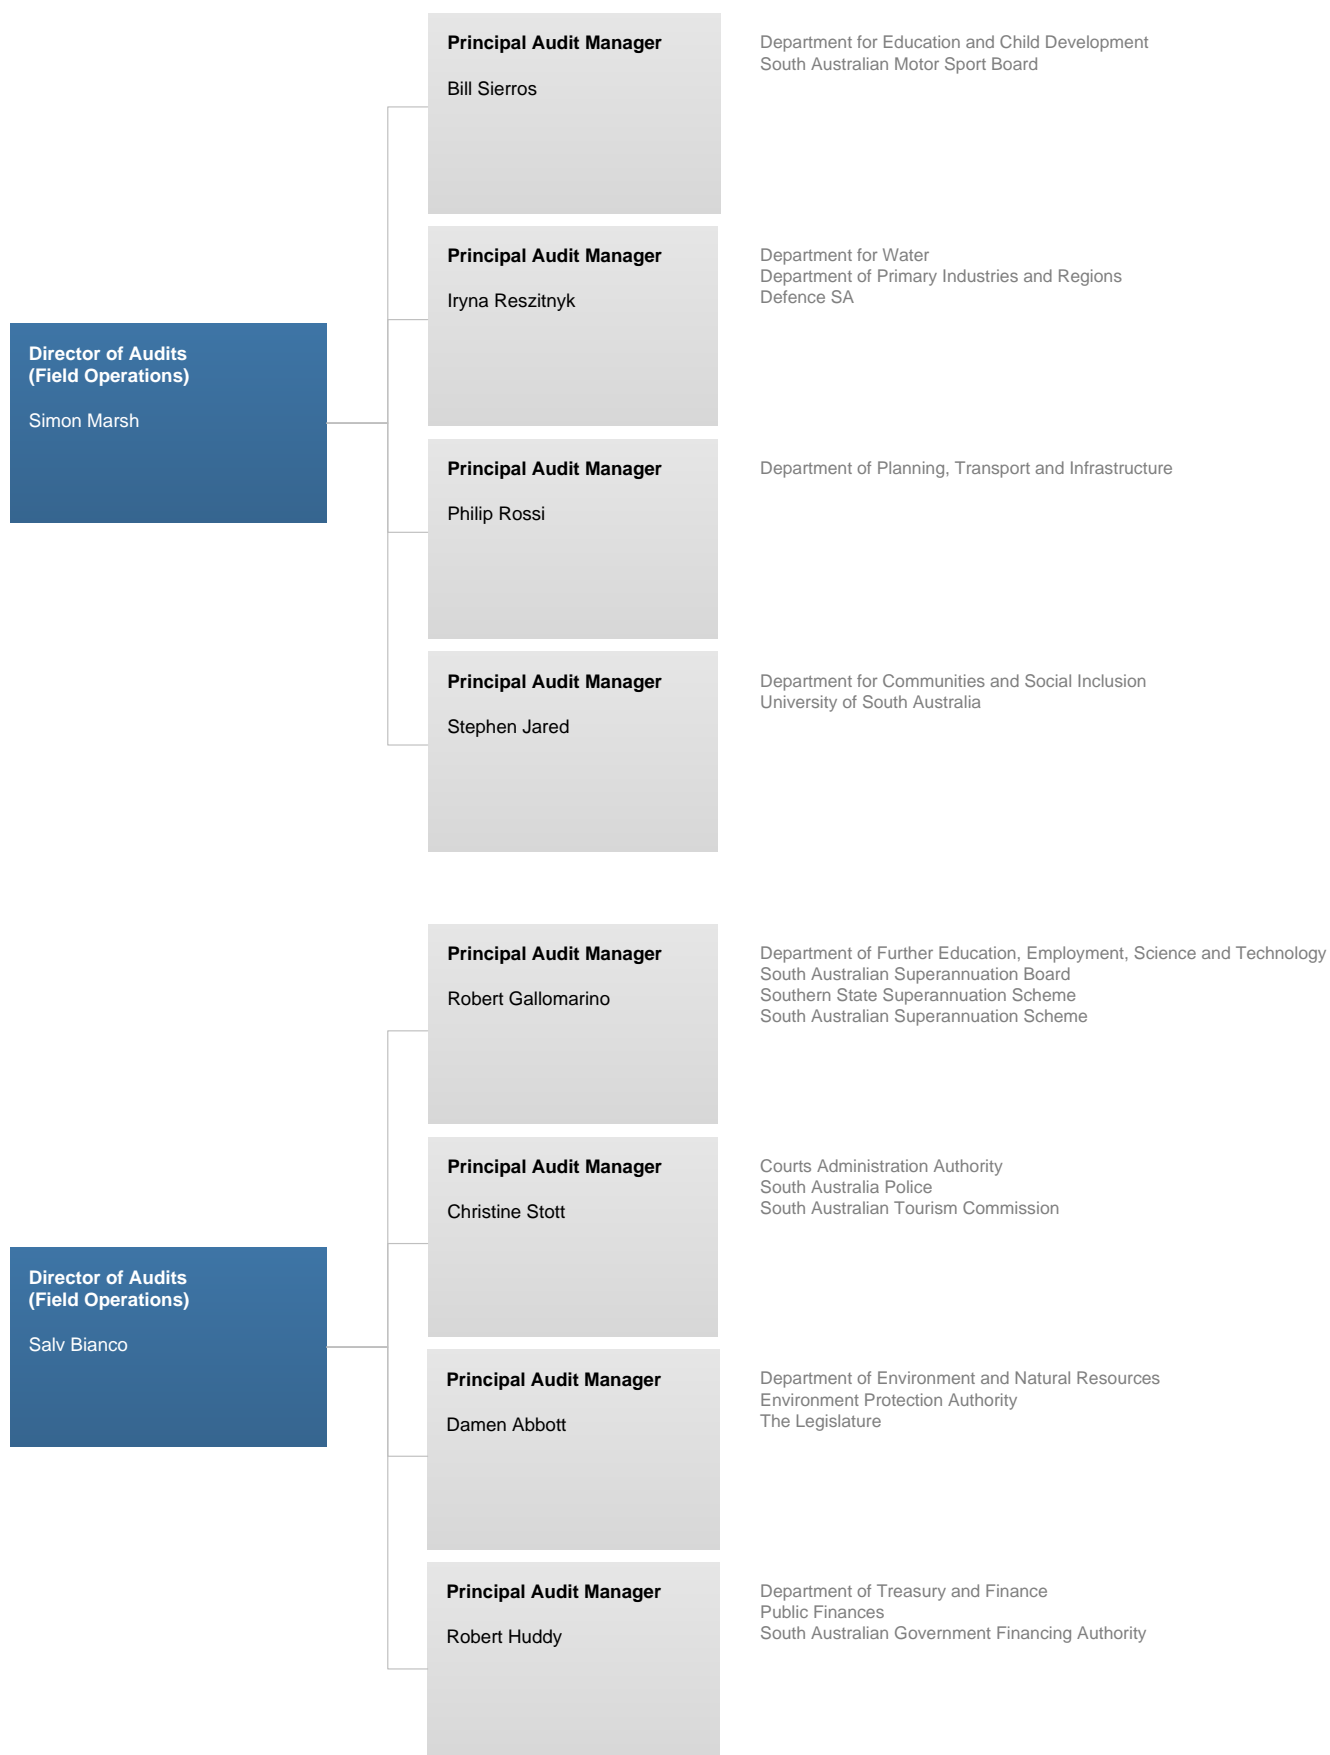 Principal Audit Manager
Bill Sierros
Department for Education and Child Development
South Australian Motor Sport Board
Principal Audit Manager
Iryna Reszitnyk
Department for Water
Department of Primary Industries and Regions
Defence SA
Director of Audits
(Field Operations)
Simon Marsh
Principal Audit Manager
Philip Rossi
Department of Planning, Transport and Infrastructure
Principal Audit Manager
Stephen Jared
Department for Communities and Social Inclusion
University of South Australia
Principal Audit Manager
Robert Gallomarino
Department of Further Education, Employment, Science and Technology
South Australian Superannuation Board
Southern State Superannuation Scheme
South Australian Superannuation Scheme
Principal Audit Manager
Christine Stott
Courts Administration Authority
South Australia Police
South Australian Tourism Commission
Director of Audits
(Field Operations)
Salv Bianco
Principal Audit Manager
Damen Abbott
Department of Environment and Natural Resources
Environment Protection Authority
The Legislature
Principal Audit Manager
Robert Huddy
Department of Treasury and Finance
Public Finances
South Australian Government Financing Authority